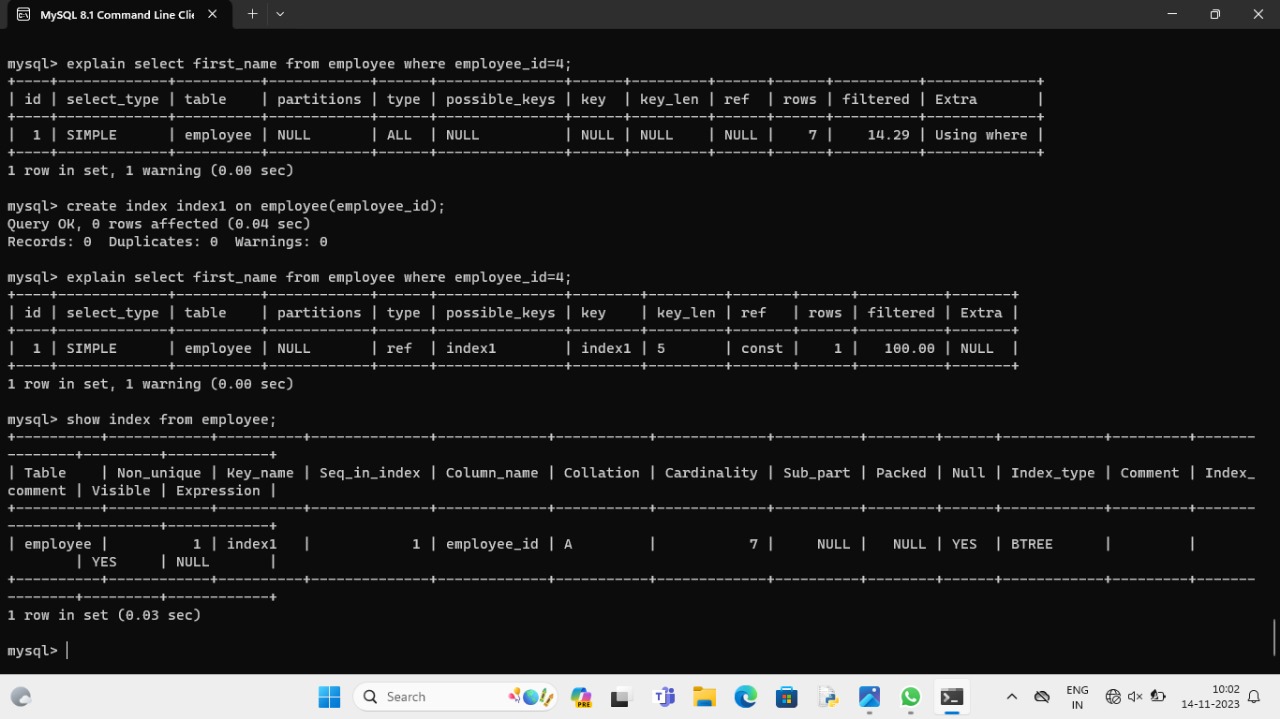 MySQL 8.1 Command Line Clie
mysql> explain select first_name from employee where employee_id=4;
+----+-------------+----------+------------+------+---------------+------+---------+------+------+----------+-------------+
| id | select_type | table    | partitions | type | possible_keys | key  | key_len | ref  | rows | filtered | Extra       |
+----+-------------+----------+------------+------+---------------+------+---------+------+------+----------+-------------+
|  1 | SIMPLE      | employee | NULL       | ALL  | NULL          | NULL | NULL    | NULL |    7 |    14.29 | Using where |
+----+-------------+----------+------------+------+---------------+------+---------+------+------+----------+-------------+
1 row in set, 1 warning (0.00 sec)
mysql> create index index1 on employee(employee_id);
Query OK, 0 rows affected (0.04 sec)
Records: 0  Duplicates: 0  Warnings: 0
mysql> explain select first_name from employee where employee_id=4;
+----+-------------+----------+------------+------+---------------+--------+---------+-------+------+----------+-------+
| id | select_type | table    | partitions | type | possible_keys | key    | key_len | ref   | rows | filtered | Extra |
+----+-------------+----------+------------+------+---------------+--------+---------+-------+------+----------+-------+
|  1 | SIMPLE      | employee | NULL       | ref  | index1        | index1 | 5       | const |    1 |   100.00 | NULL  |
+----+-------------+----------+------------+------+---------------+--------+---------+-------+------+----------+-------+
1 row in set, 1 warning (0.00 sec)
mysql> show index from employee;
+----------+------------+----------+--------------+-------------+-----------+-------------+----------+--------+------+------------+---------+-------
--------+---------+------------+
| Table    | Non_unique | Key_name | Seq_in_index | Column_name | Collation | Cardinality | Sub_part | Packed | Null | Index_type | Comment | Index_
comment | Visible | Expression |
+----------+------------+----------+--------------+-------------+-----------+-------------+----------+--------+------+------------+---------+-------
--------+---------+------------+
| employee |          1 | index1   |            1 | employee_id | A         |           7 |     NULL |   NULL | YES  | BTREE      |         |
        | YES     | NULL       |
+----------+------------+----------+--------------+-------------+-----------+-------------+----------+--------+------+------------+---------+-------
--------+---------+------------+
1 row in set (0.03 sec)
mysql>
Search
PRE
ENG
IN
10:02
14-11-2023